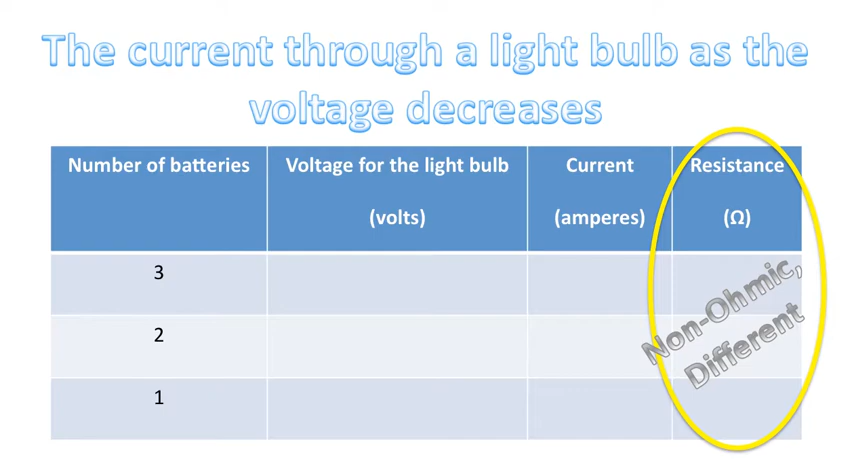 The current through a light bulb as the
voltage decreases
Number of batteries
Voltage for the light bulb
(volts)
Current
(amperes)
Resistance
(Ω)
3
2
1
Non-Ohmic,
Different